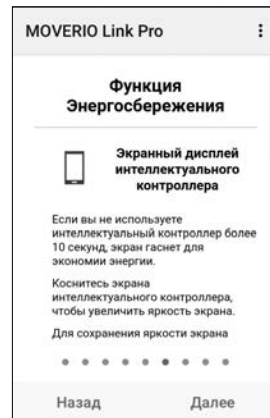 MOVERIO Link Pro
Функция
Энергосбережения
Экранный дисплей
интеллектуального
контроллера
Если вы не используете
интеллектуальный контроллер более
10 секунд, экран гаснет для
экономии энергии.
Коснитесь экрана
интеллектуального контроллера,
чтобы увеличить яркость экрана.
Для сохранения яркости экрана
Назад Далее